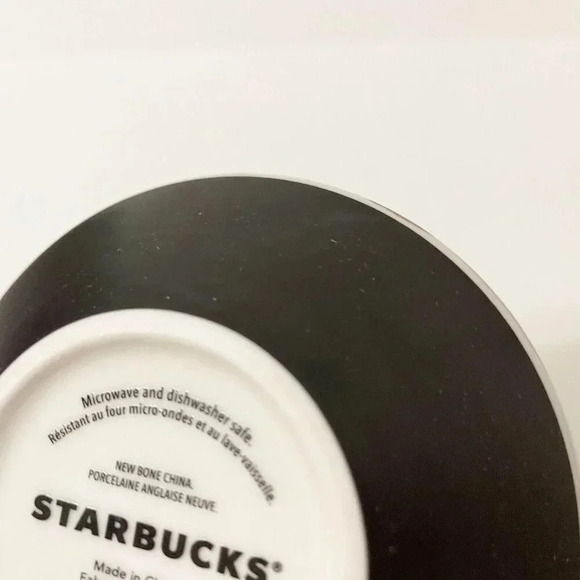 Microwave and dishwasher safe.
Résistant au four micro-ondes et au lave-vaisselle.
NEW BONE CHINA.
PORCELAINE ANGLAISE NEUVE.
STARBUCKS®
Made in